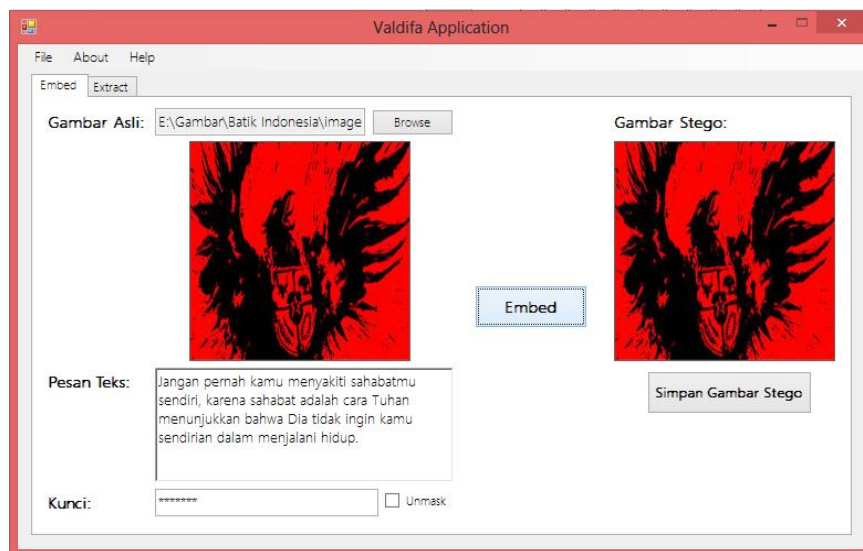 Valdifa Application
File About Help
Embed Extract
Gambar Asli: E:\Gambar\Batik Indonesia\image Browse
Gambar Stego:
Embed
Pesan Teks: Jangan pernah kamu menyakiti sahabatmu
sendiri, karena sahabat adalah cara Tuhan
menunjukkan bahwa Dia tidak ingin kamu
sendirian dalam menjalani hidup.
Simpan Gambar Stego
Kunci: ******* Unmask